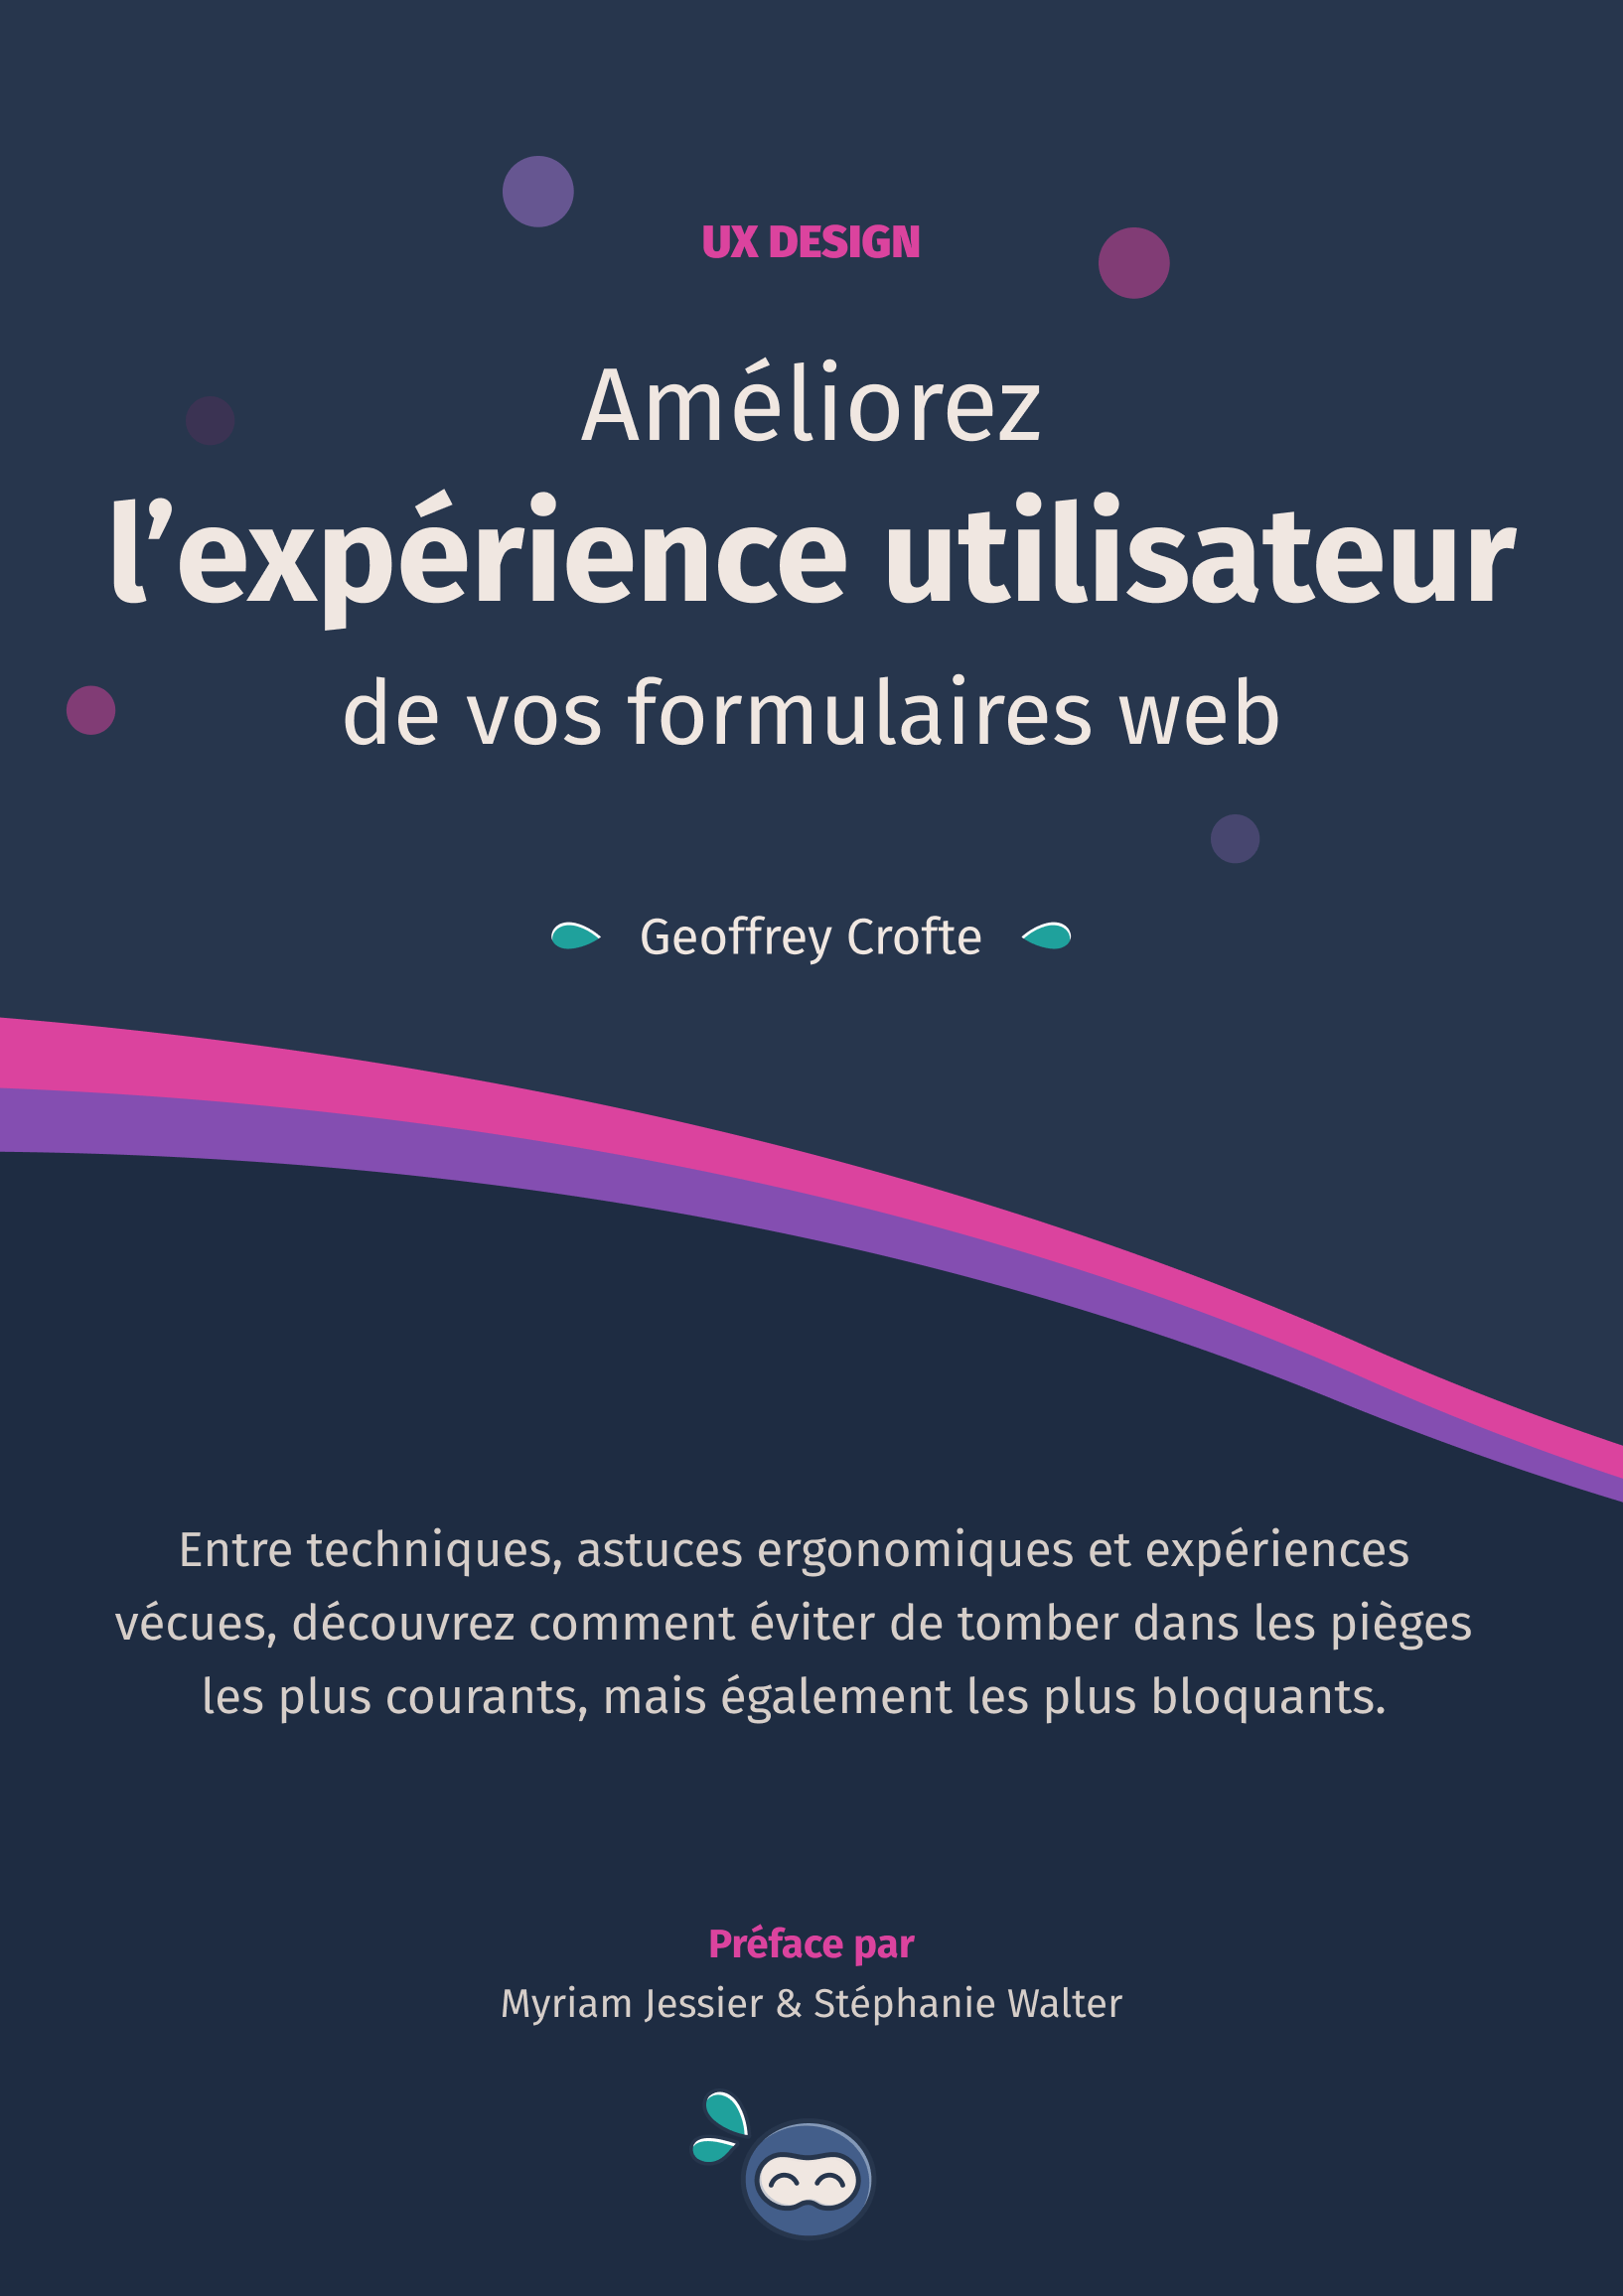 UX DESIGN
Améliorez
l’expérience utilisateur
de vos formulaires web
Geoffrey Crofte
Entre techniques, astuces ergonomiques et expériences
vécues, découvrez comment éviter de tomber dans les pièges
les plus courants, mais également les plus bloquants.
Préface par
Myriam Jessier & Stéphanie Walter